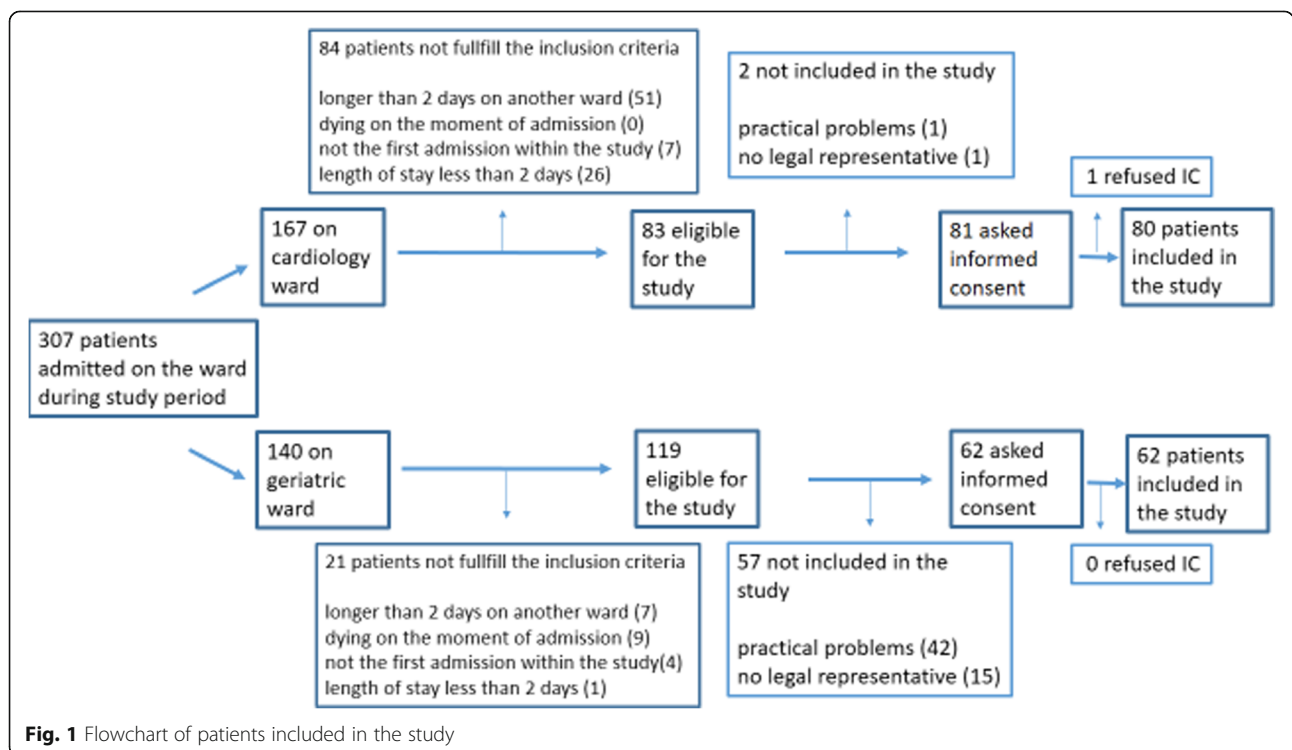 84 patients not fullfill the inclusion criteria
longer than 2 days on another ward (51)
dying on the moment of admission (0)
not the first admission within the study (7)
length of stay less than 2 days (26)
2 not included in the study
practical problems (1)
no legal representative (1)
1 refused IC
167 on
cardiology
ward
83 eligible
for the
study
81 asked
informed
consent
80 patients
included in
the study
307 patients
admitted on the ward
during study period
140 on
geriatric
ward
119
eligible for
the study
62 asked
informed
consent
62 patients
included in
the study
21 patients not fullfill the inclusion criteria
longer than 2 days on another ward (7)
dying on the moment of admission (9)
not the first admission within the study(4)
length of stay less than 2 days (1)
57 not included in the
study
practical problems (42)
no legal representative (15)
0 refused IC
Fig. 1 Flowchart of patients included in the study